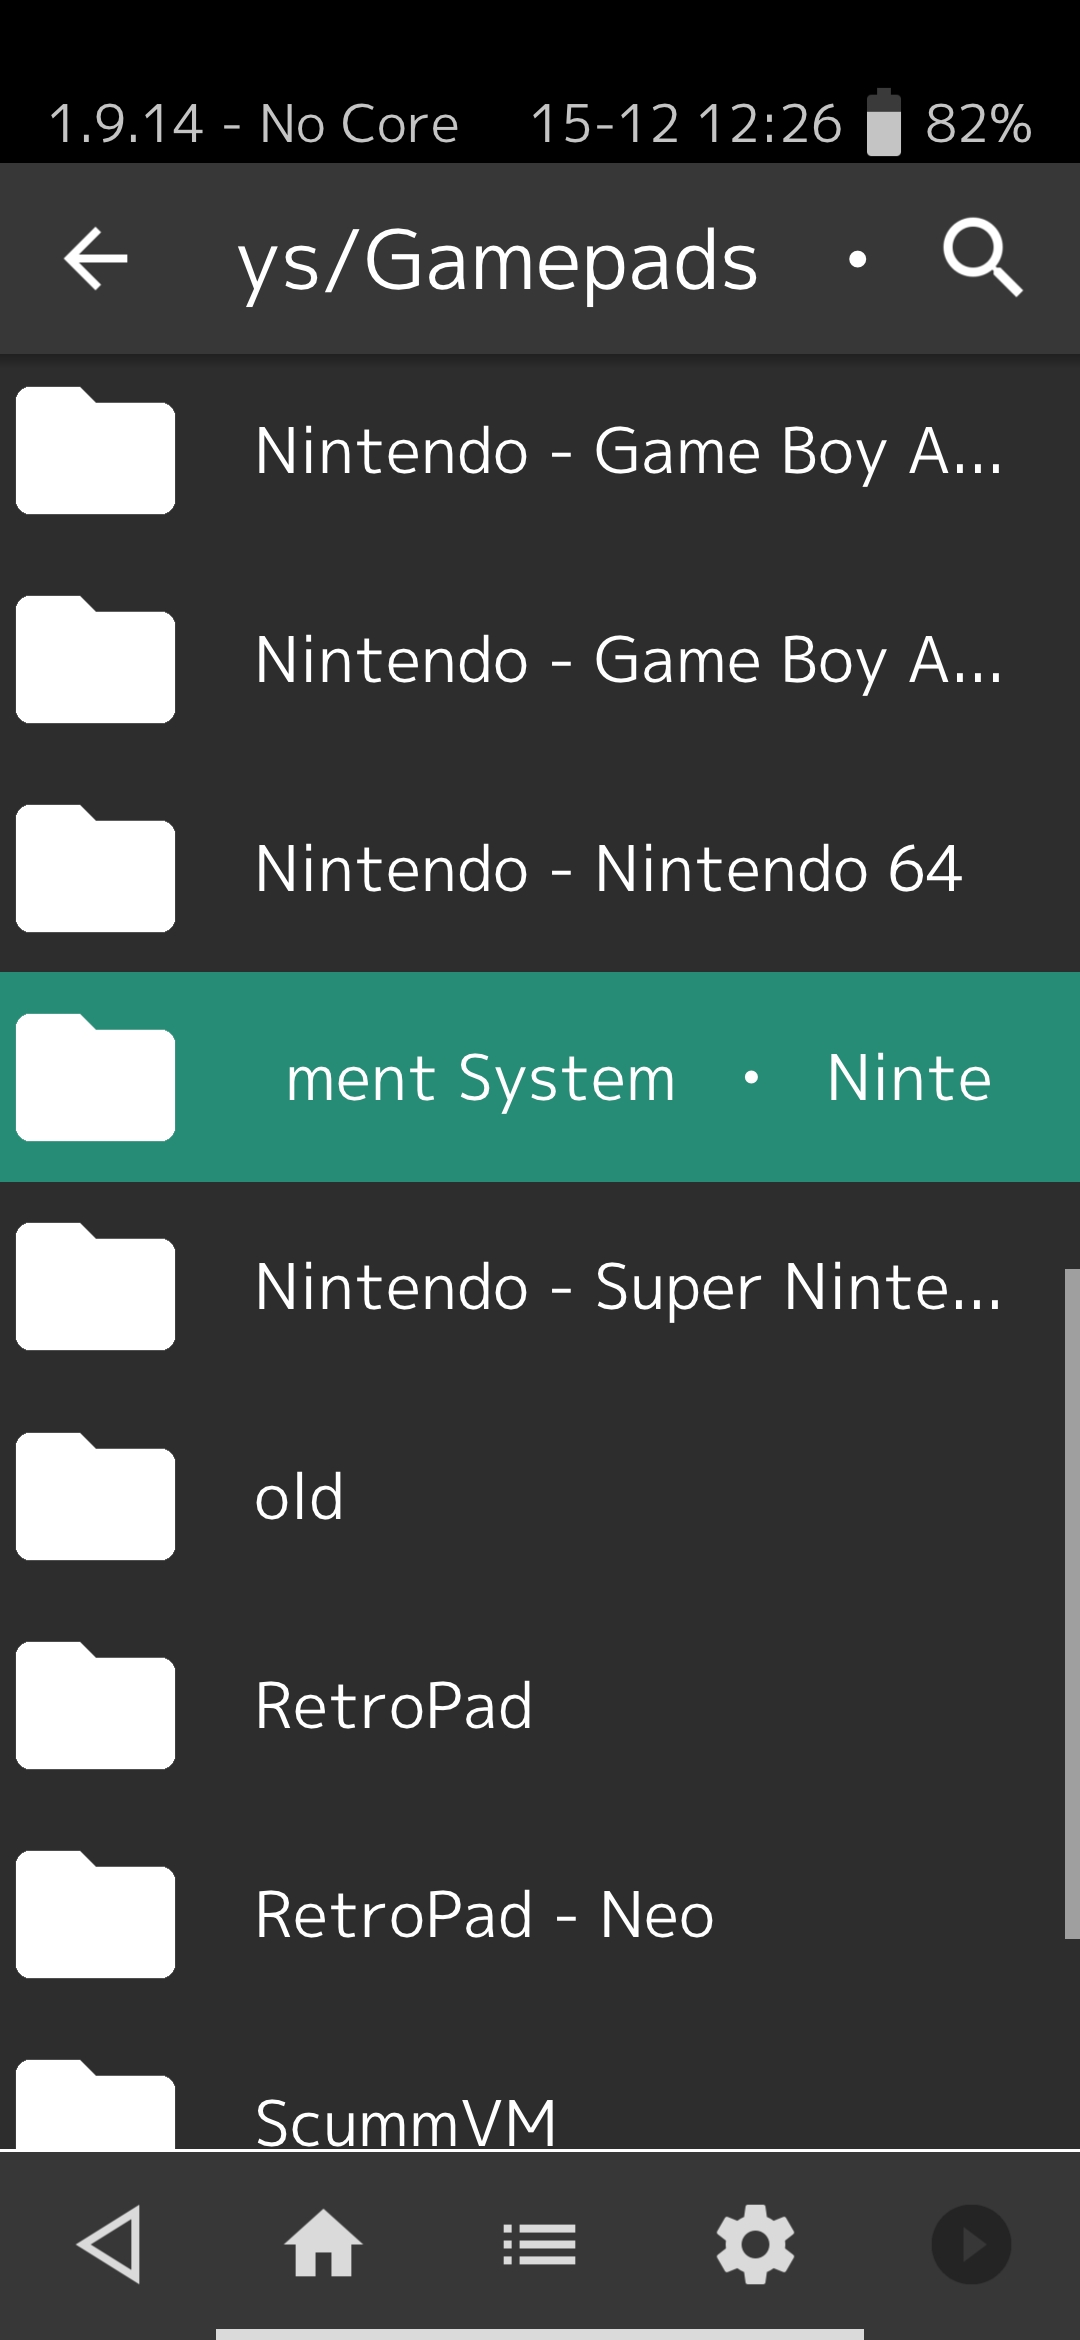 1.9.14 - No Core 15-12 12:26 82%
ys/Gamepads •
Nintendo - Game Boy A...
Nintendo - Game Boy A...
Nintendo - Nintendo 64
ment System • Ninte
Nintendo - Super Ninte...
old
RetroPad
RetroPad - Neo
ScummVM